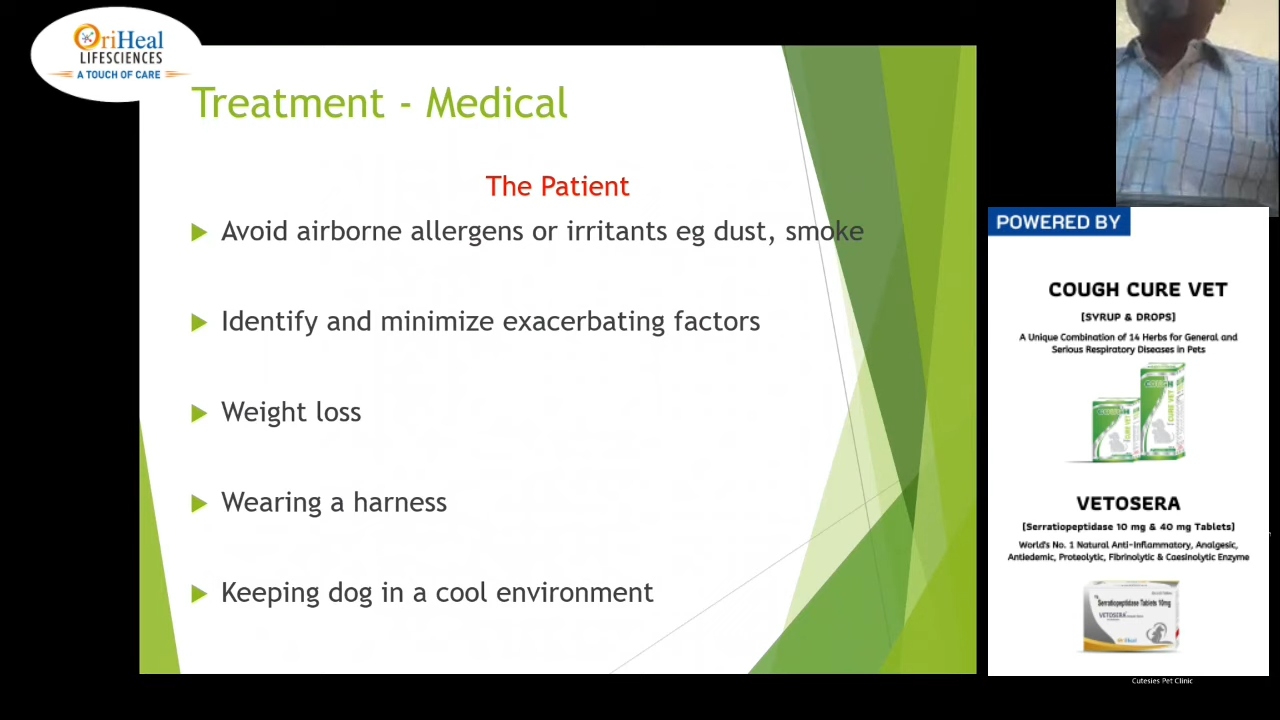 OriHeal
LIFESCIENCES
A TOUCH OF CARE
Treatment - Medical
The Patient
Avoid airborne allergens or irritants eg dust, smoke
Identify and minimize exacerbating factors
Weight loss
Wearing a harness
Keeping dog in a cool environment
POWERED BY
COUGH CURE VET
[SYRUP & DROPS]
A Unique Combination of 14 Herbs for General and
Serious Respiratory Diseases in Pets
VETOSERA
[Serratiopeptidase 10 mg & 40 mg Tablets]
World's No. 1 Natural Anti-Inflammatory, Analgesic,
Antiedemic, Proteolytic, Fibrinolytic & Caesinolytic Enzyme
Serratiopeptidase Tablets 10mg
VETOSERA
OriHeal
Cutesies Pet Clinic